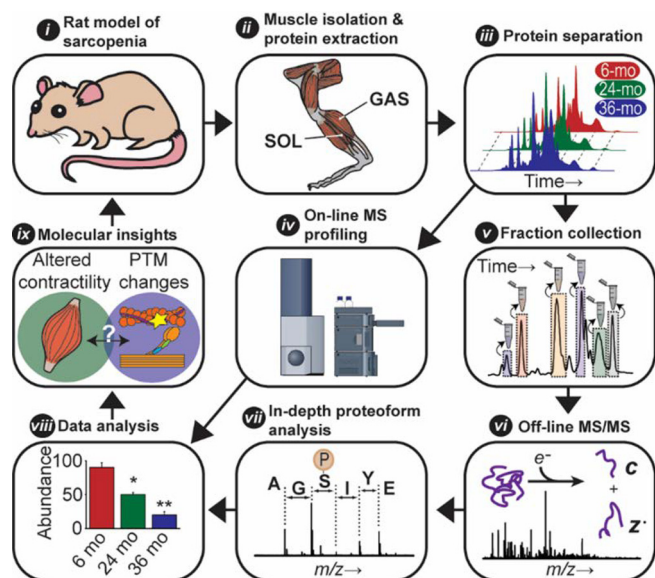 i Rat model of
sarcopenia
ii Muscle isolation &
protein extraction
GAS
SOL
iii Protein separation
6-mo
24-mo
36-mo
Time→
iv On-line MS
profiling
v Fraction collection
Time→
vi Off-line MS/MS
e-
c
+
z·
m/z→
vii In-depth proteoform
analysis
P
A G S I Y E
m/z→
viii Data analysis
Abundance
100
50
0
*
**
6 mo
24 mo
36 mo
ix Molecular insights
Altered
contractility
PTM
changes
?